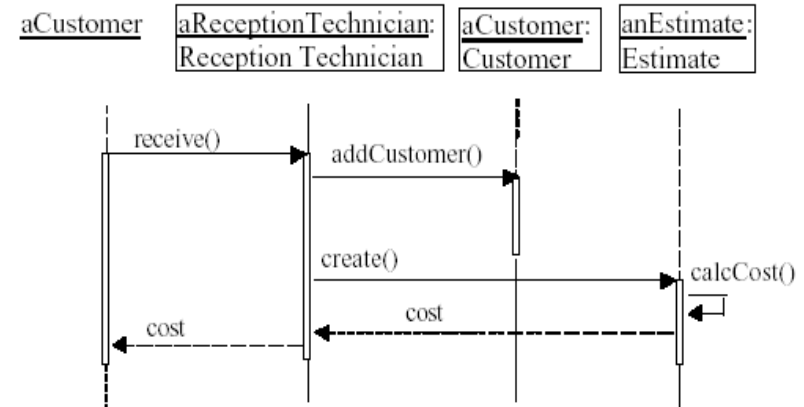 aCustomer
aReceptionTechnician:
Reception Technician
aCustomer:
Customer
anEstimate:
Estimate
receive()
addCustomer()
create()
calcCost()
cost
cost